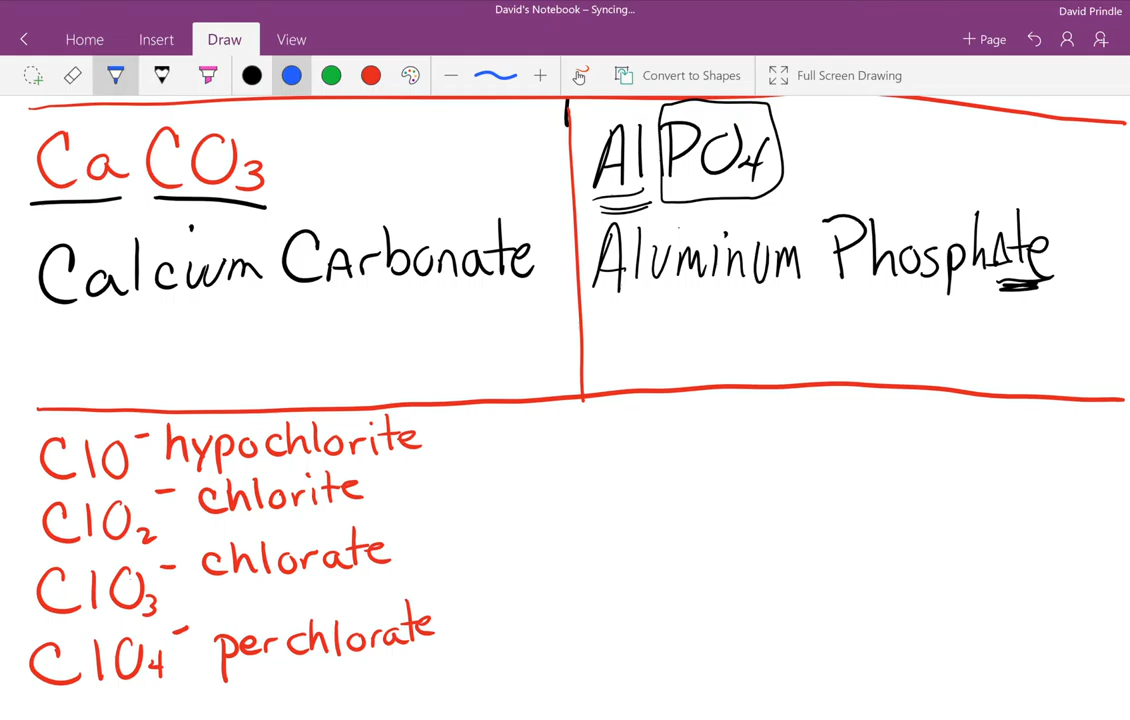 David's Notebook – Syncing...
David Prindle
Home Insert Draw View
+ Page
Convert to Shapes
Full Screen Drawing
CaCO3
Calcium Carbonate
AlPO4
Aluminum Phosphate
ClO- hypochlorite
ClO2- chlorite
ClO3- chlorate
ClO4- perchlorate